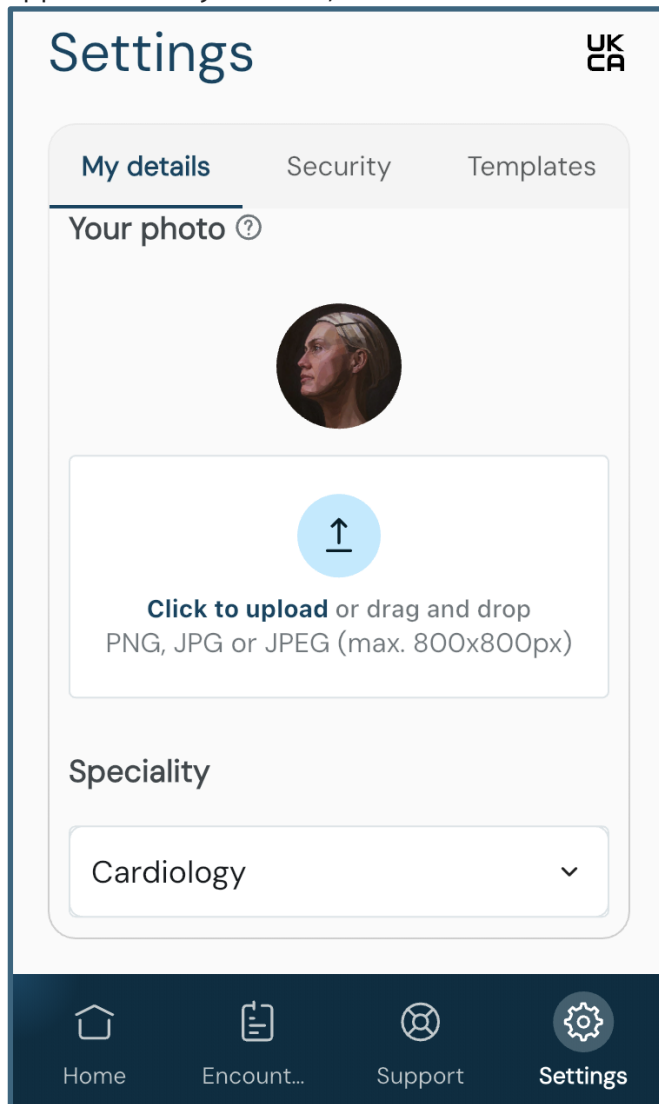 Settings
UK
CA
My details Security Templates
Your photo
Click to upload or drag and drop
PNG, JPG or JPEG (max. 800x800px)
Speciality
Cardiology
Home Encount... Support Settings